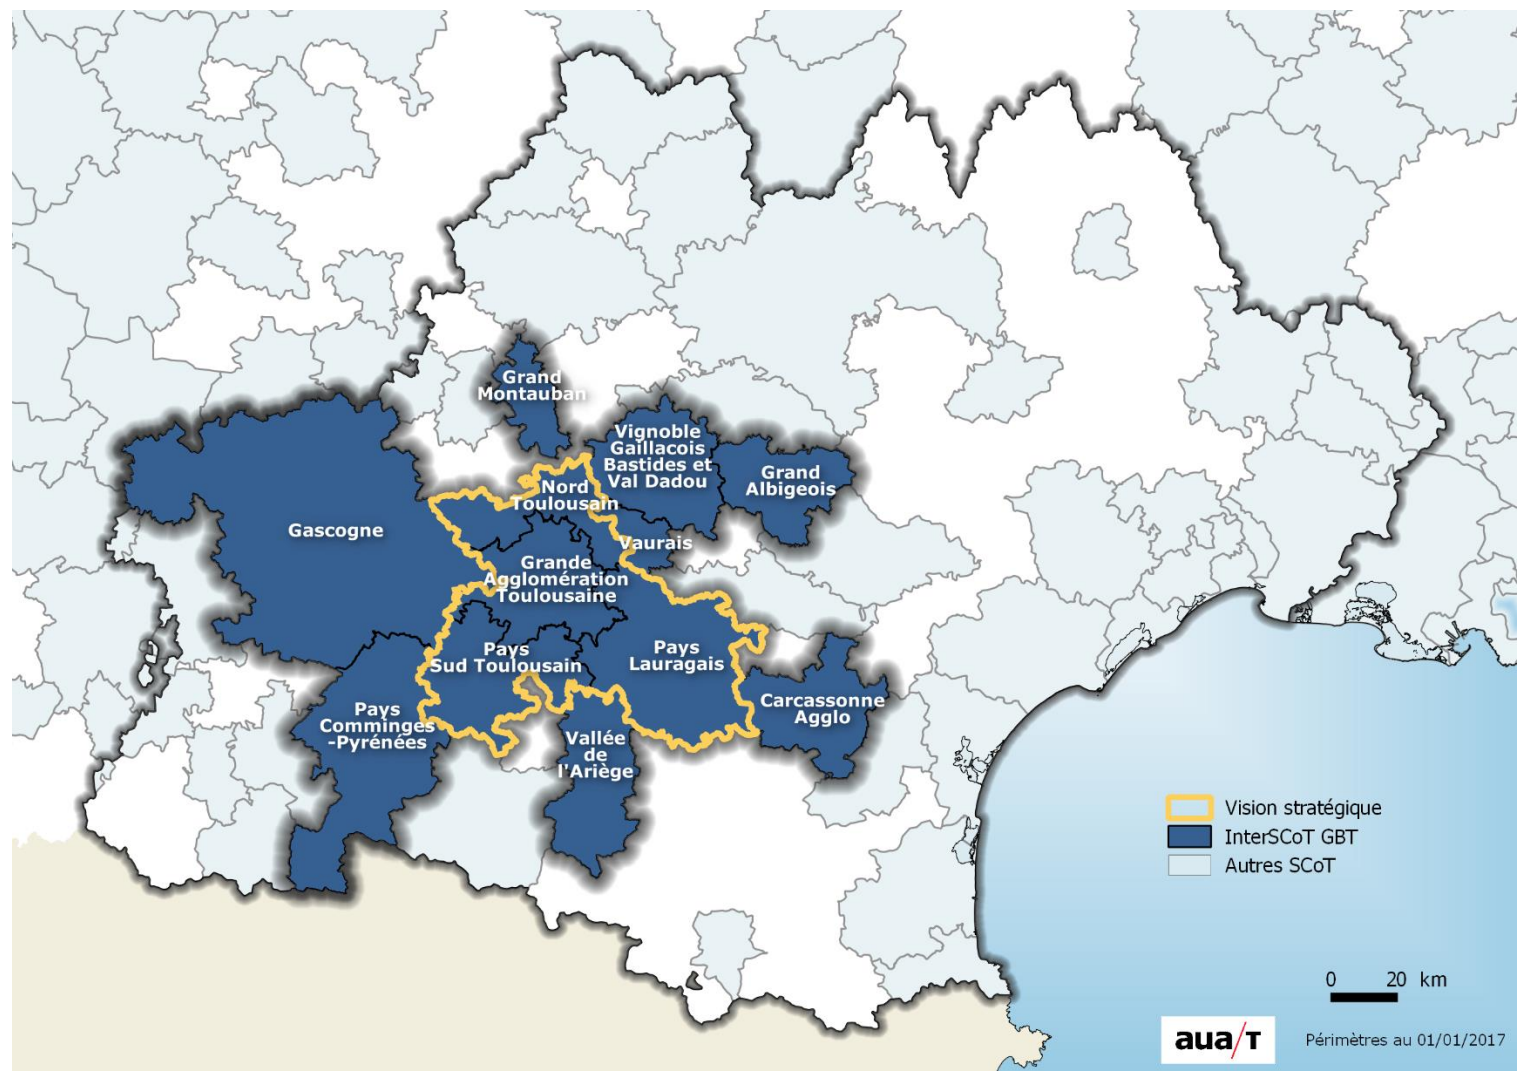 Grand
Montauban
Vignoble
Gaillacois
Bastides et
Val Dadou
Grand
Albigeois
Nord
Toulousain
Gascogne
Vaurais
Grande
Agglomération
Toulousaine
Pays
Sud Toulousain
Pays
Lauragais
Carcassonne
Agglo
Pays
Comminges
-Pyrénées
Vallée
de
l'Ariège
Vision stratégique
InterSCoT GBT
Autres SCoT
0 20 km
aua/T
Périmètres au 01/01/2017